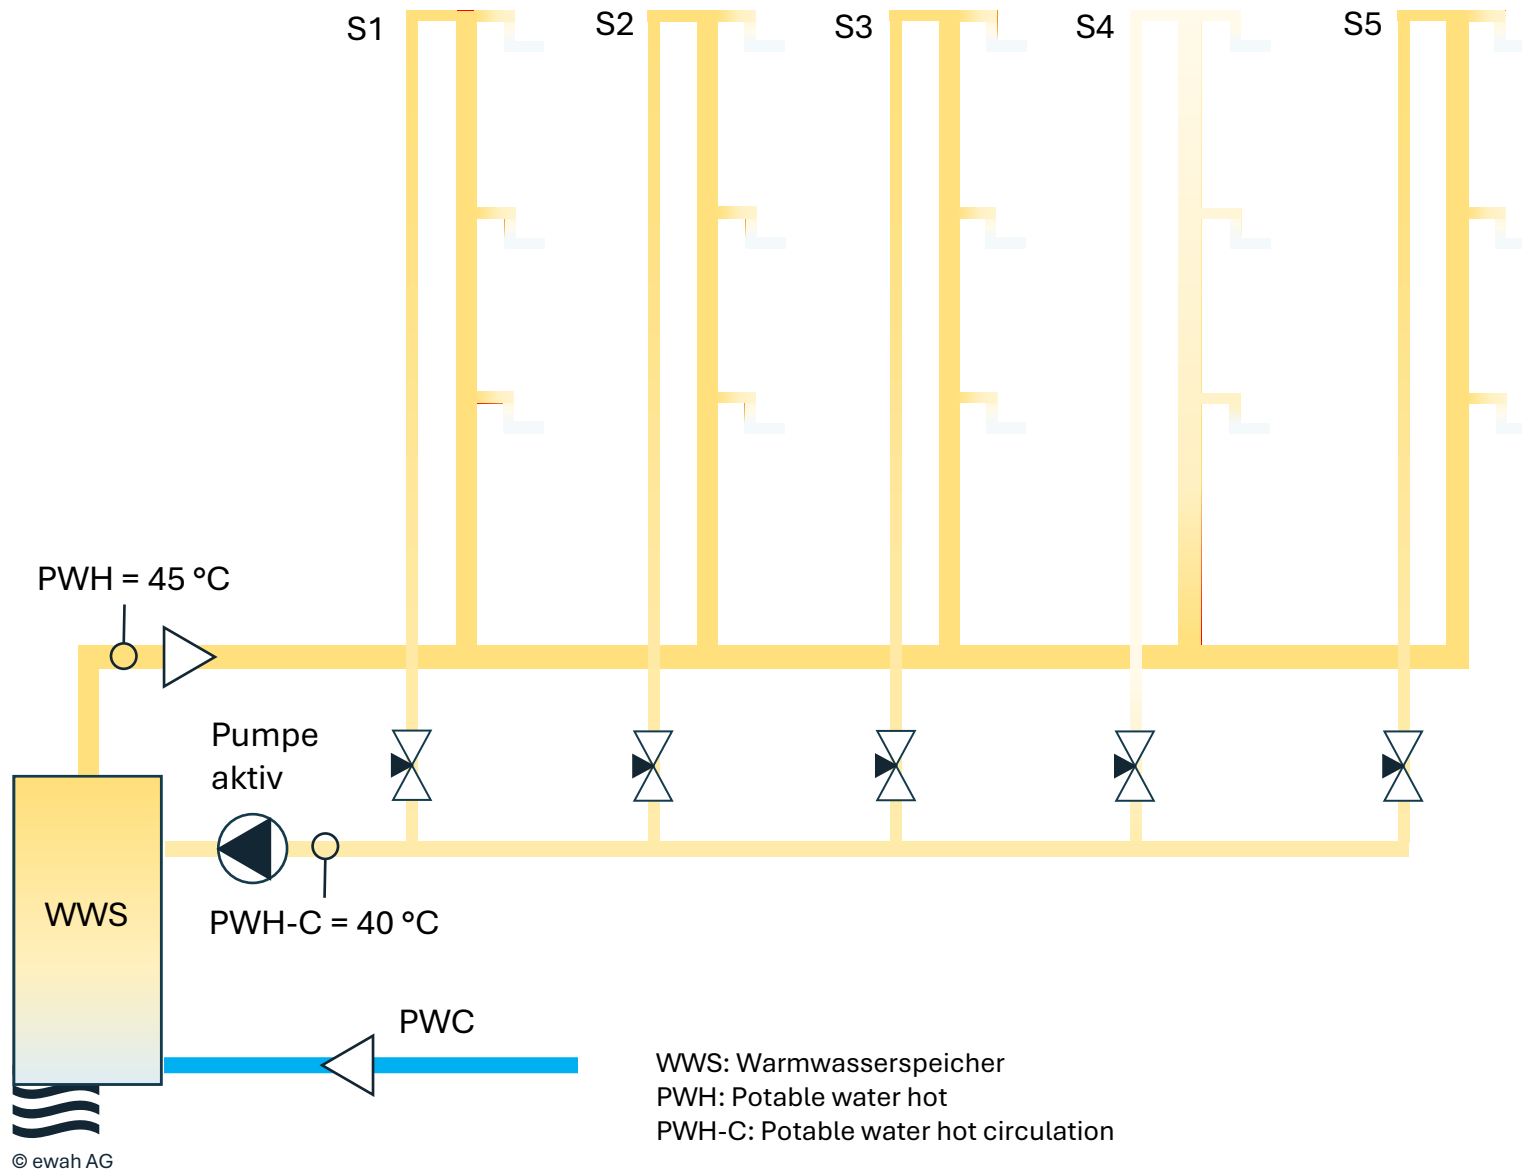 S1
S2
S3
S4
S5
PWH = 45 °C
Pumpe
aktiv
WWS
PWH-C = 40 °C
PWC
WWS: Warmwasserspeicher
PWH: Potable water hot
PWH-C: Potable water hot circulation
© ewah AG